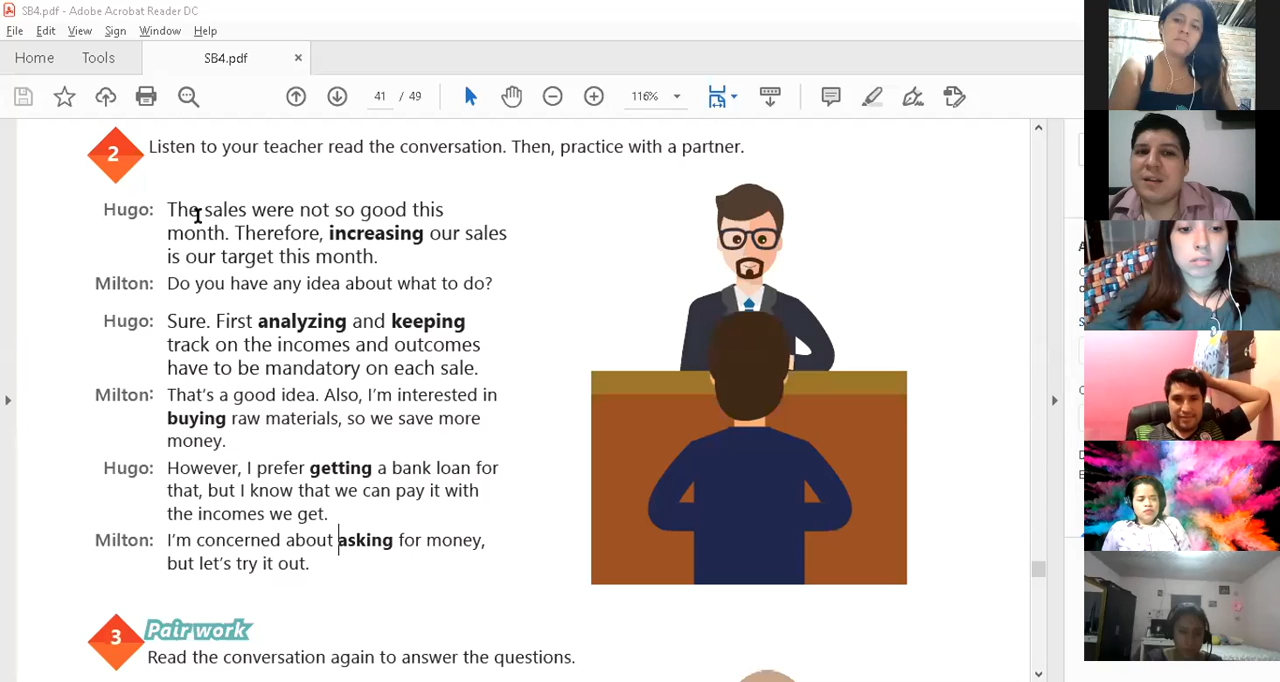 SB4.pdf - Adobe Acrobat Reader DC
File Edit View Sign Window Help
Home Tools SB4.pdf ×
41 / 49 116%
2 Listen to your teacher read the conversation. Then, practice with a partner.
Hugo: The sales were not so good this
month. Therefore, increasing our sales
is our target this month.
Milton: Do you have any idea about what to do?
Hugo: Sure. First analyzing and keeping
track on the incomes and outcomes
have to be mandatory on each sale.
Milton: That's a good idea. Also, I'm interested in
buying raw materials, so we save more
money.
Hugo: However, I prefer getting a bank loan for
that, but I know that we can pay it with
the incomes we get.
Milton: I'm concerned about asking for money,
but let's try it out.
3 Pair work
Read the conversation again to answer the questions.